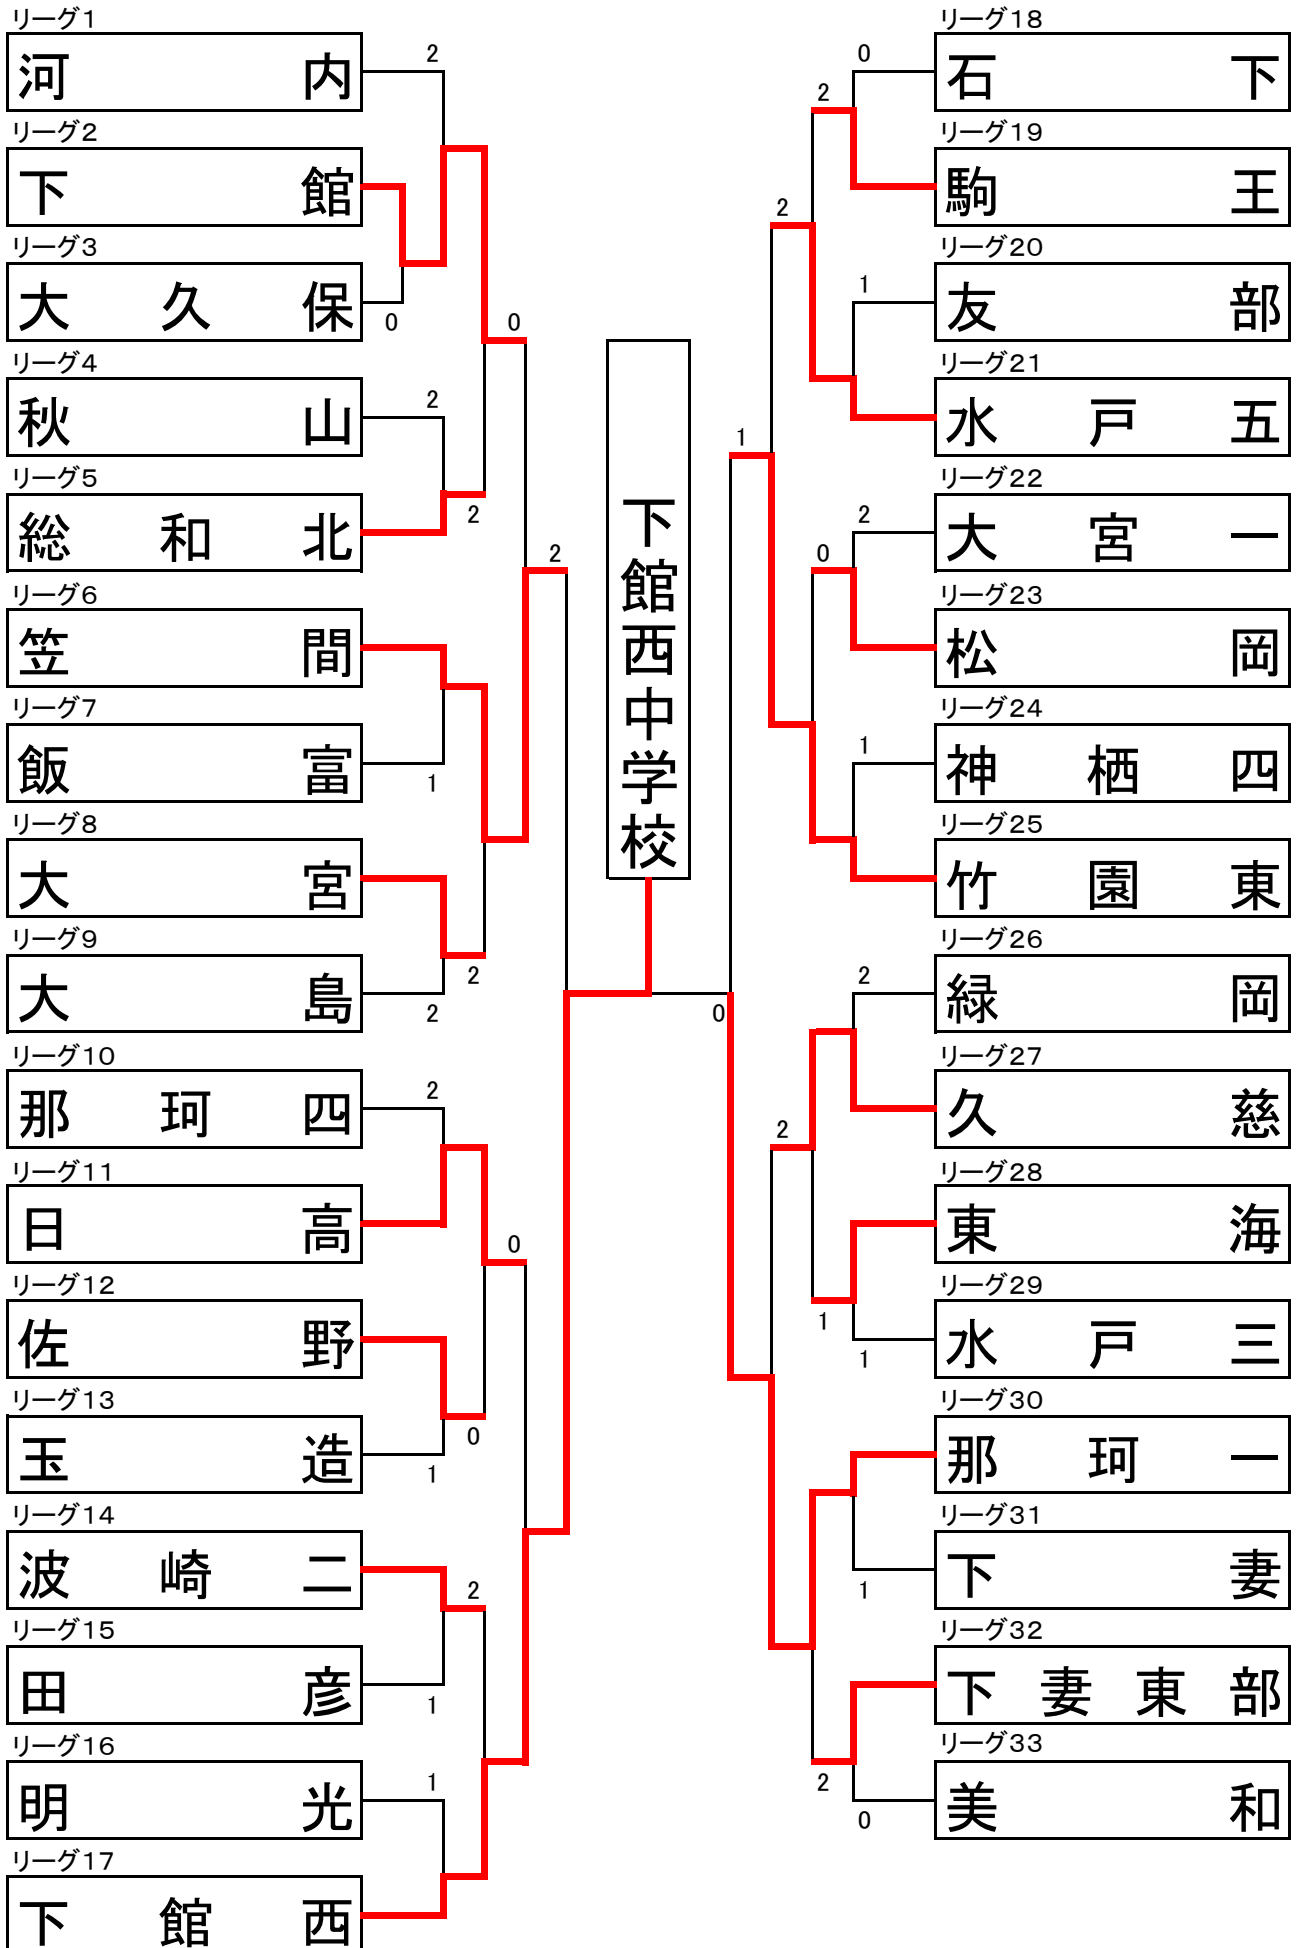 リーグ1
河内
2
リーグ2
下館
リーグ3
大久保
0
0
リーグ4
秋山
2
リーグ5
総和北
2
2
リーグ6
笠間
リーグ7
飯富
1
リーグ8
大宮
リーグ9
大島
2
2
リーグ10
那珂四
2
リーグ11
日高
0
リーグ12
佐野
リーグ13
玉造
0
1
リーグ14
波崎二
2
リーグ15
田彦
1
リーグ16
明光
1
リーグ17
下館西
下館西中学校
リーグ18
石下
0
2
リーグ19
駒王
2
リーグ20
友部
1
リーグ21
水戸五
1
リーグ22
大宮一
2
0
リーグ23
松岡
リーグ24
神栖四
1
リーグ25
竹園東
リーグ26
緑岡
2
0
リーグ27
久慈
2
リーグ28
東海
リーグ29
水戸三
1
1
リーグ30
那珂一
リーグ31
下妻
1
リーグ32
下妻東部
リーグ33
美和
2
0